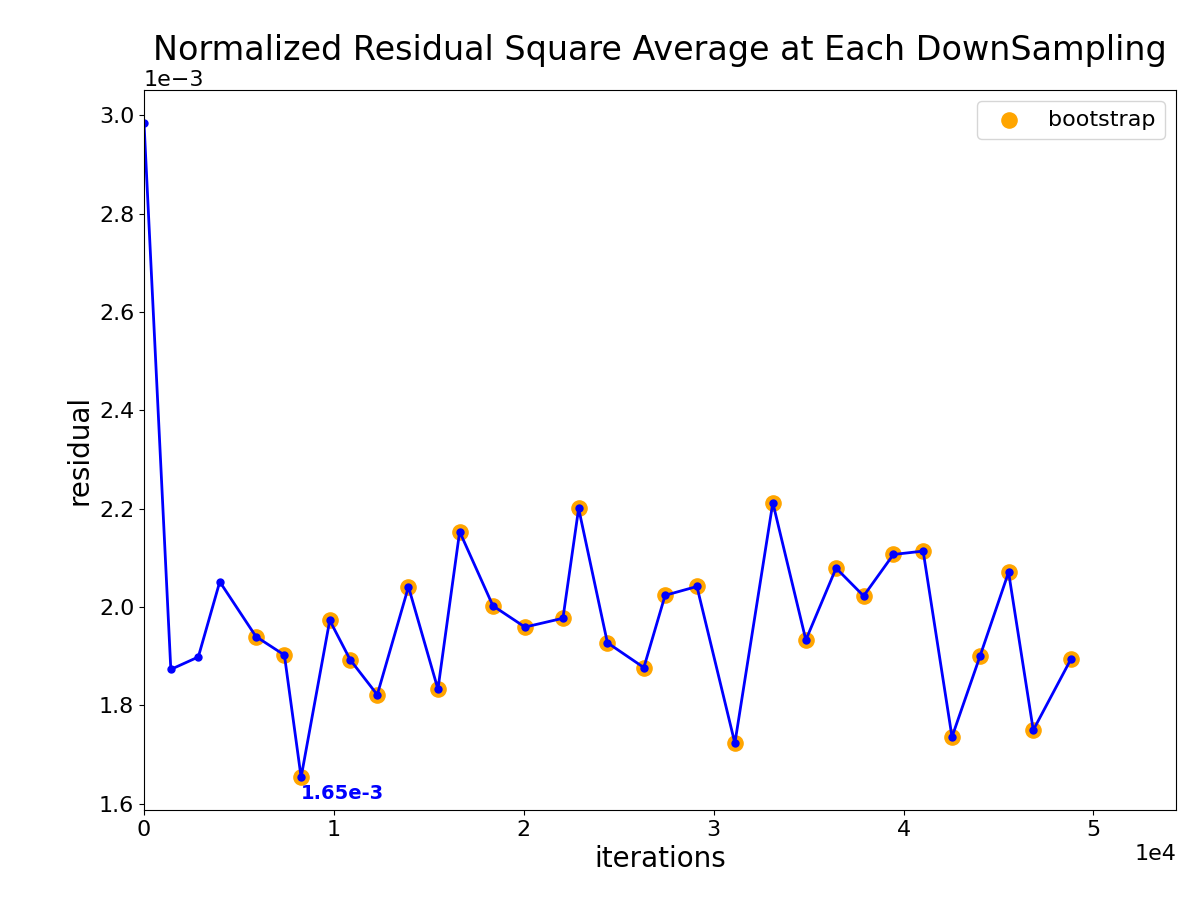 Normalized Residual Square Average at Each DownSampling
1e−3
bootstrap
3.0
2.8
2.6
2.4
2.2
2.0
1.8
1.6
residual
1.65e-3
0
1
2
3
4
5
1e4
iterations